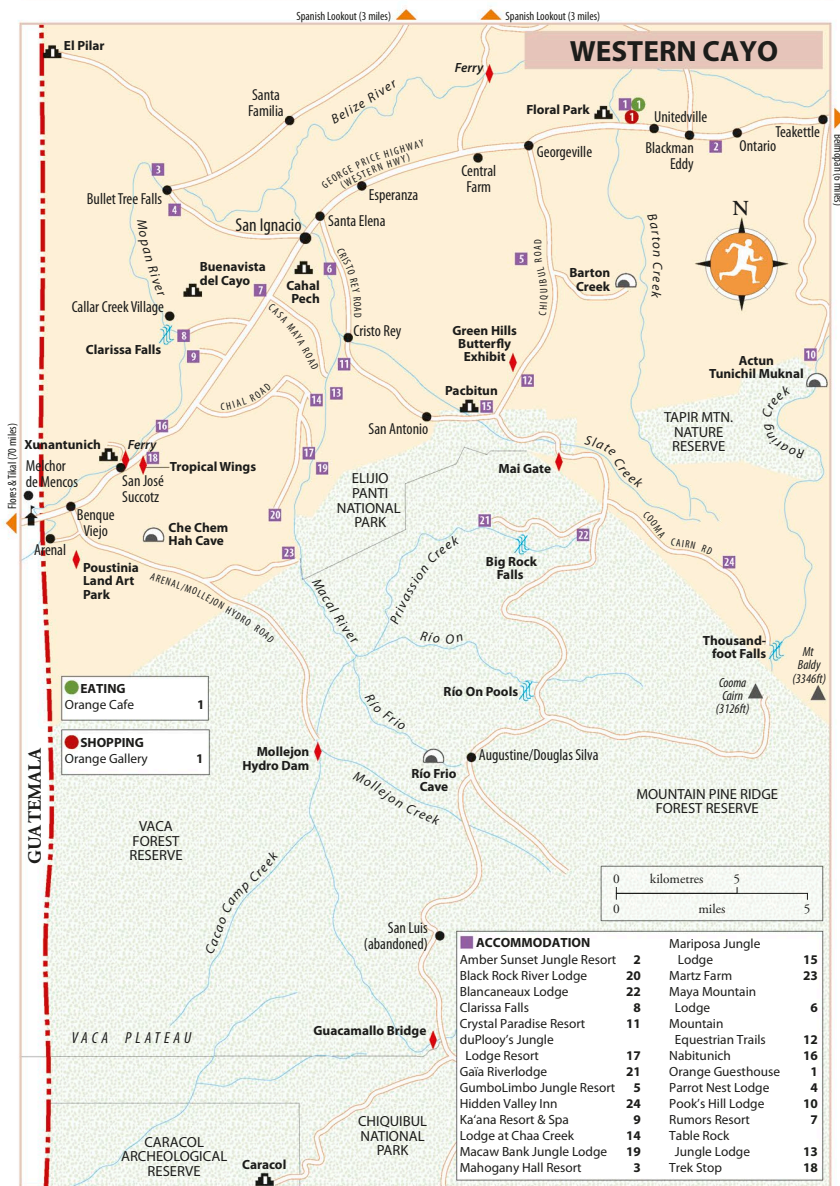 Spanish Lookout (3 miles)
Spanish Lookout (3 miles)
WESTERN CAYO
El Pilar
Ferry
Santa
Familia
Belize River
Floral Park
1
1
1
Unitedville
Teakettle
Belmopan (6 miles)
Blackman
Eddy
2
Ontario
Georgeville
Central
Farm
GEORGE PRICE HIGHWAY
(WESTERN HWY)
Esperanza
3
Bullet Tree Falls
4
San Ignacio
Santa Elena
N
Mopan River
Buenavista
del Cayo
Cahal
Pech
6
CRISTO REY ROAD
5
CHIQUIBUL ROAD
Barton
Creek
Barton Creek
7
Callar Creek Village
CASA MAYA ROAD
8
Clarissa Falls
9
Cristo Rey
Green Hills
Butterfly
Exhibit
11
12
10
Actun
Tunichil Muknal
13
14
CHIAL ROAD
Pacbitun
15
San Antonio
TAPIR MTN.
NATURE
RESERVE
Roaring Creek
16
Xunantunich
Ferry
18
Tropical Wings
Melchor
de Mencos
San José
Succotz
17
19
Mai Gate
Slate Creek
Flores & Tikal (70 miles)
ELIJIO
PANTI
NATIONAL
PARK
Benque
Viejo
20
Che Chem
Hah Cave
Arenal
21
22
COOMA CAIRN RD
Poustinia
Land Art
Park
23
Privassion Creek
Big Rock
Falls
24
ARENAL/MOLLEJON HYDRO ROAD
Macal River
Río On
Thousand-
foot Falls
Mt
Baldy
(3346ft)
Cooma
Cairn
(3126ft)
EATING
Orange Cafe 1
Río On Pools
Río Frio
SHOPPING
Orange Gallery 1
Mollejon
Hydro Dam
Augustine/Douglas Silva
Río Frio
Cave
GUATEMALA
Mollejon Creek
MOUNTAIN PINE RIDGE
FOREST RESERVE
VACA
FOREST
RESERVE
0 kilometres 5
0 miles 5
Cacao Camp Creek
San Luis
(abandoned)
Guacamallo Bridge
VACA PLATEAU
CHIQUIBUL
NATIONAL
PARK
CARACOL
ARCHEOLOGICAL
RESERVE
Caracol
ACCOMMODATION
Amber Sunset Jungle Resort 2
Black Rock River Lodge 20
Blancaneaux Lodge 22
Clarissa Falls 8
Crystal Paradise Resort 11
duPlooy's Jungle
Lodge Resort 17
Gaïa Riverlodge 21
GumboLimbo Jungle Resort 5
Hidden Valley Inn 24
Ka'ana Resort & Spa 9
Lodge at Chaa Creek 14
Macaw Bank Jungle Lodge 19
Mahogany Hall Resort 3
Mariposa Jungle
Lodge 15
Martz Farm 23
Maya Mountain
Lodge 6
Mountain
Equestrian Trails 12
Nabitunich 16
Orange Guesthouse 1
Parrot Nest Lodge 4
Pook's Hill Lodge 10
Rumors Resort 7
Table Rock
Jungle Lodge 13
Trek Stop 18